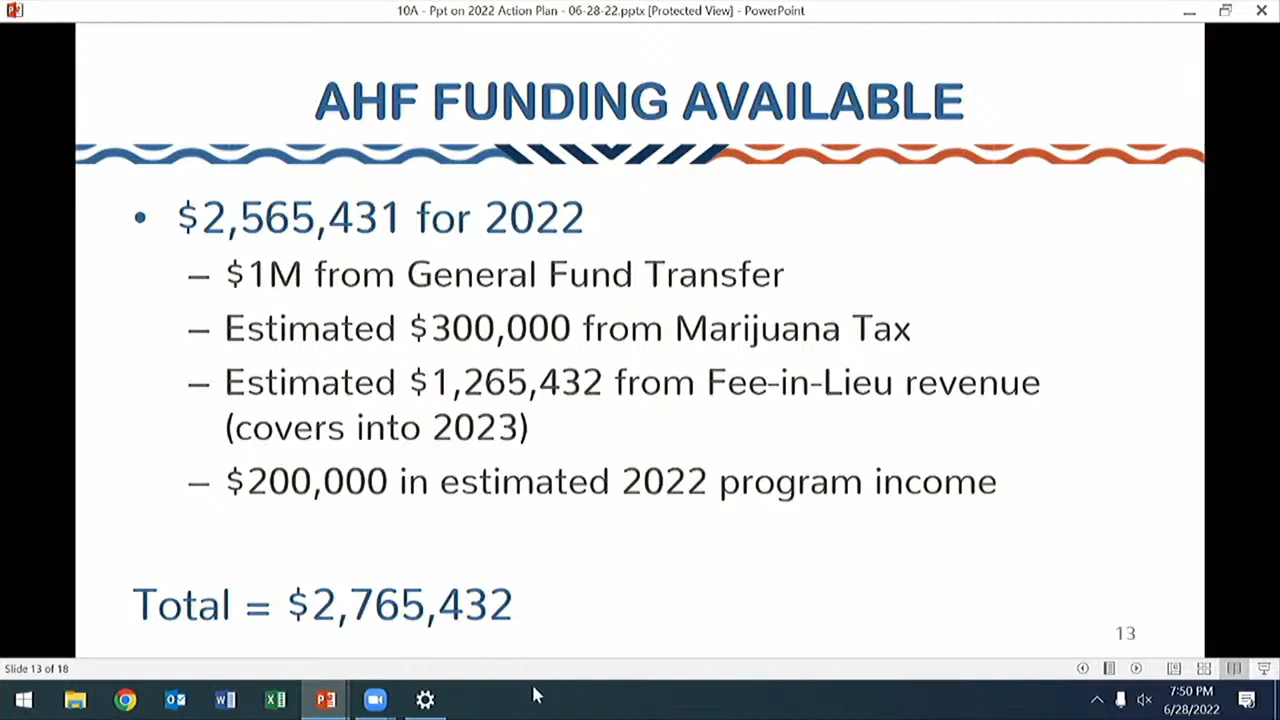 10A - Ppt on 2022 Action Plan - 06-28-22.pptx [Protected View] - PowerPoint
AHF FUNDING AVAILABLE
• $2,565,431 for 2022
– $1M from General Fund Transfer
– Estimated $300,000 from Marijuana Tax
– Estimated $1,265,432 from Fee-in-Lieu revenue
(covers into 2023)
– $200,000 in estimated 2022 program income
Total = $2,765,432
13
Slide 13 of 18
7:50 PM
6/28/2022